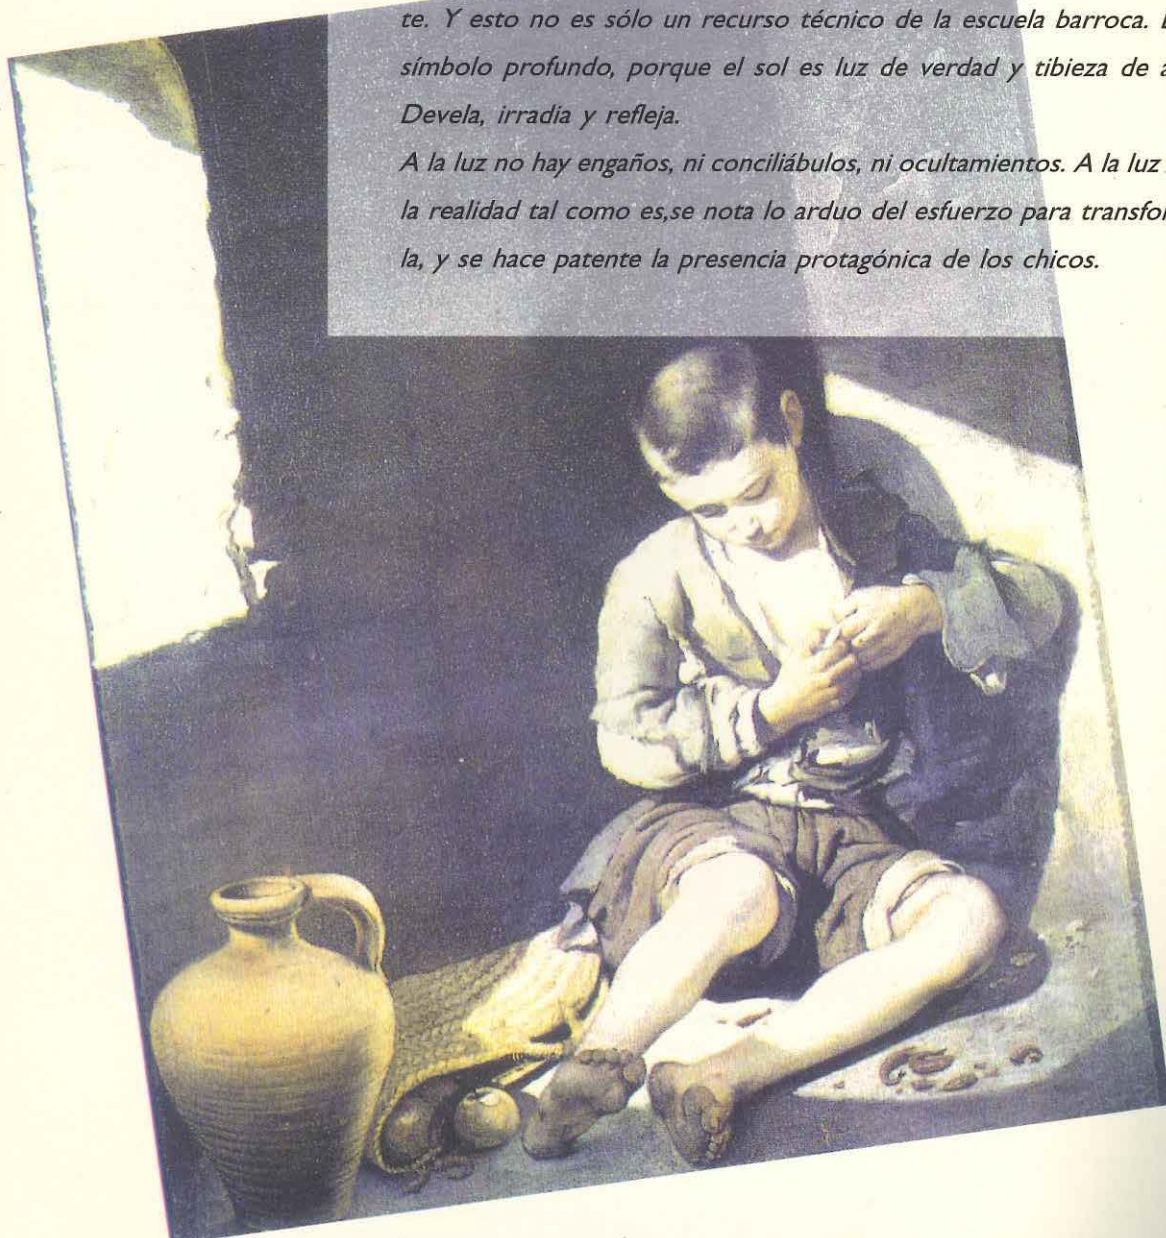 te. Y esto no es sólo un recurso técnico de la escuela barroca.
símbolo profundo, porque el sol es luz de verdad y tibieza de
Devela, irradia y refleja.
A la luz no hay engaños, ni conciliábulos, ni ocultamientos. A la luz
la realidad tal como es,se nota lo arduo del esfuerzo para
la, y se hace patente la presencia protagónica de los chicos.